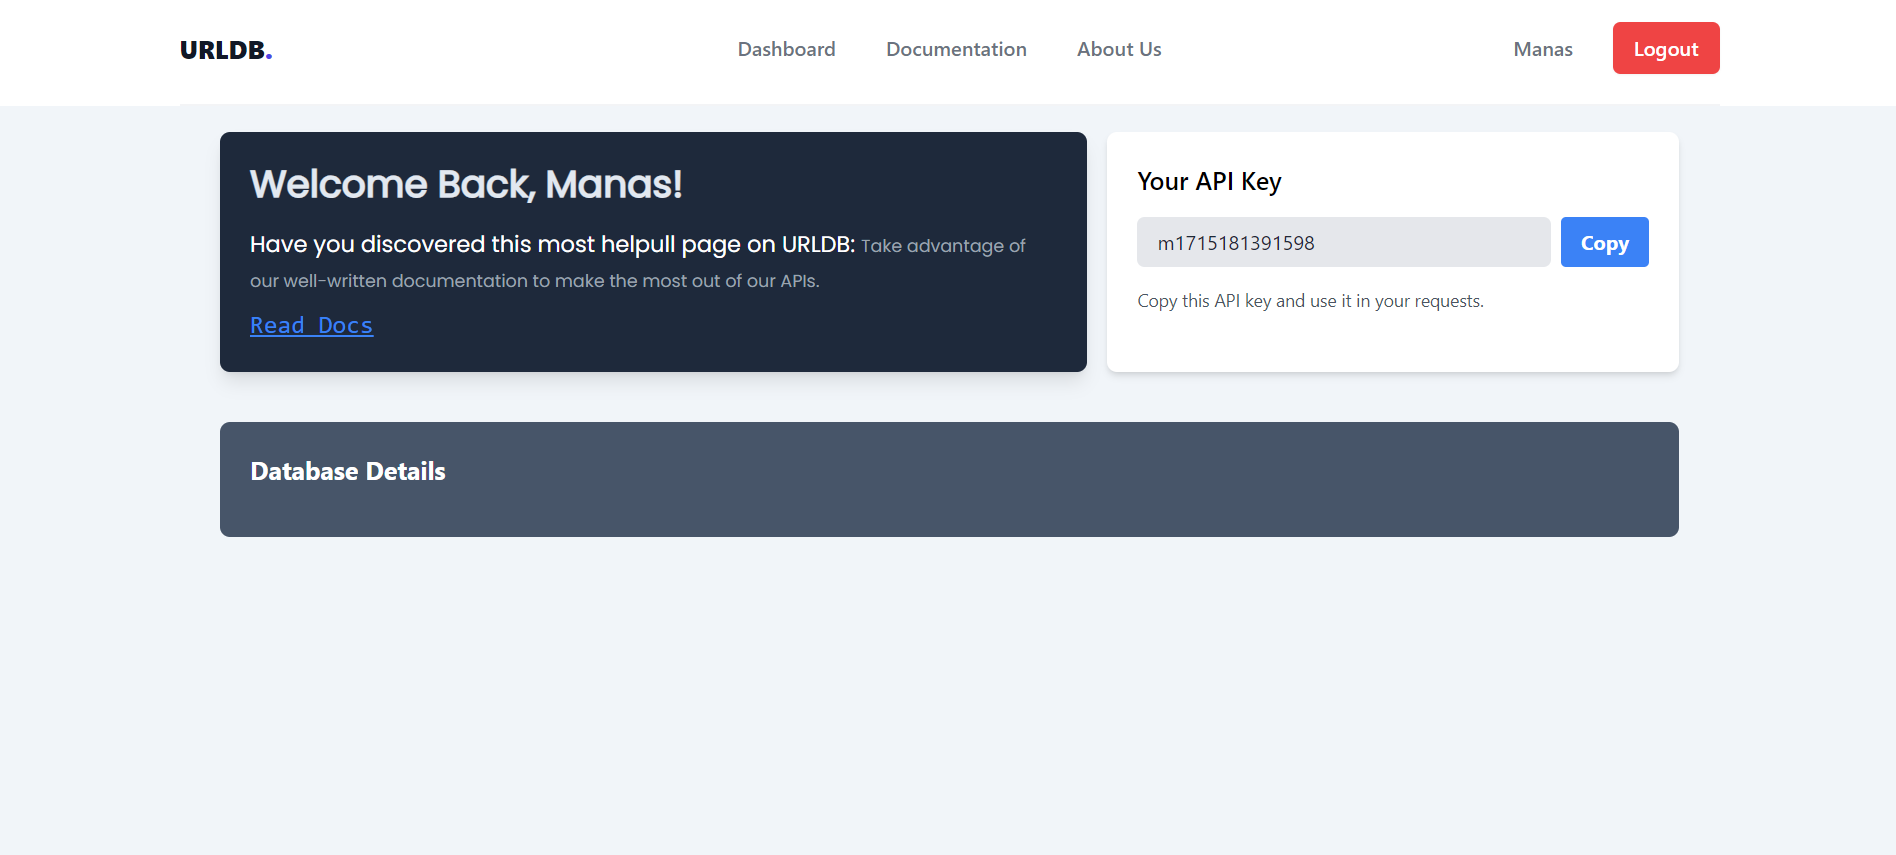 URLDB.
Dashboard
Documentation
About Us
Manas
Logout
Welcome Back, Manas!
Have you discovered this most helpull page on URLDB: Take advantage of
our well-written documentation to make the most out of our APIs.
Read Docs
Your API Key
m1715181391598
Copy
Copy this API key and use it in your requests.
Database Details